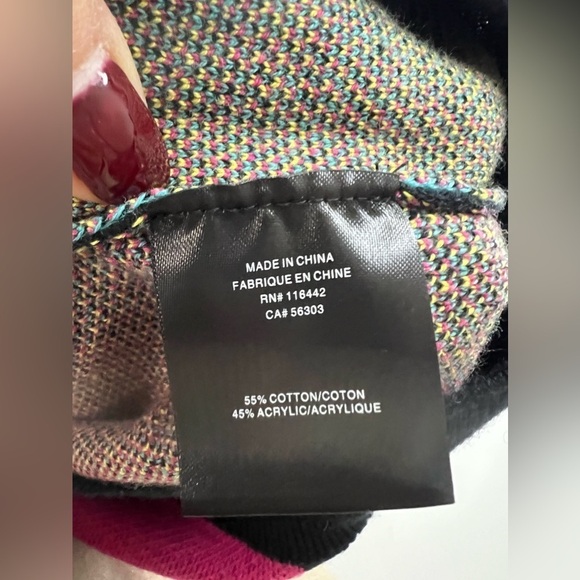 MADE IN CHINA
FABRIQUE EN CHINE
RN# 116442
CA# 56303
55% COTTON/COTON
45% ACRYLIC/ACRYLIQUE